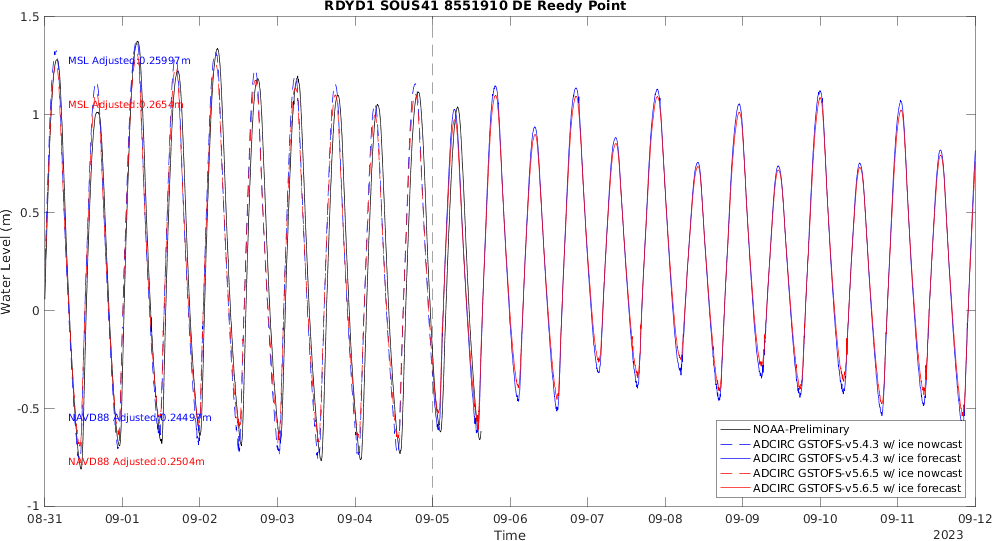 RDYD1 SOUS41 8551910 DE Reedy Point
1.5
1
0.5
0
-0.5
-1
Water Level (m)
MSL Adjusted:0.25997m
MSL Adjusted:0.2654m
NAVD88 Adjusted:0.24497m
NAVD88 Adjusted:0.2504m
NOAA-Preliminary
ADCIRC GSTOFS-v5.4.3 w/ ice nowcast
ADCIRC GSTOFS-v5.4.3 w/ ice forecast
ADCIRC GSTOFS-v5.6.5 w/ ice nowcast
ADCIRC GSTOFS-v5.6.5 w/ ice forecast
08-31 09-01 09-02 09-03 09-04 09-05 09-06 09-07 09-08 09-09 09-10 09-11 09-12
Time
2023